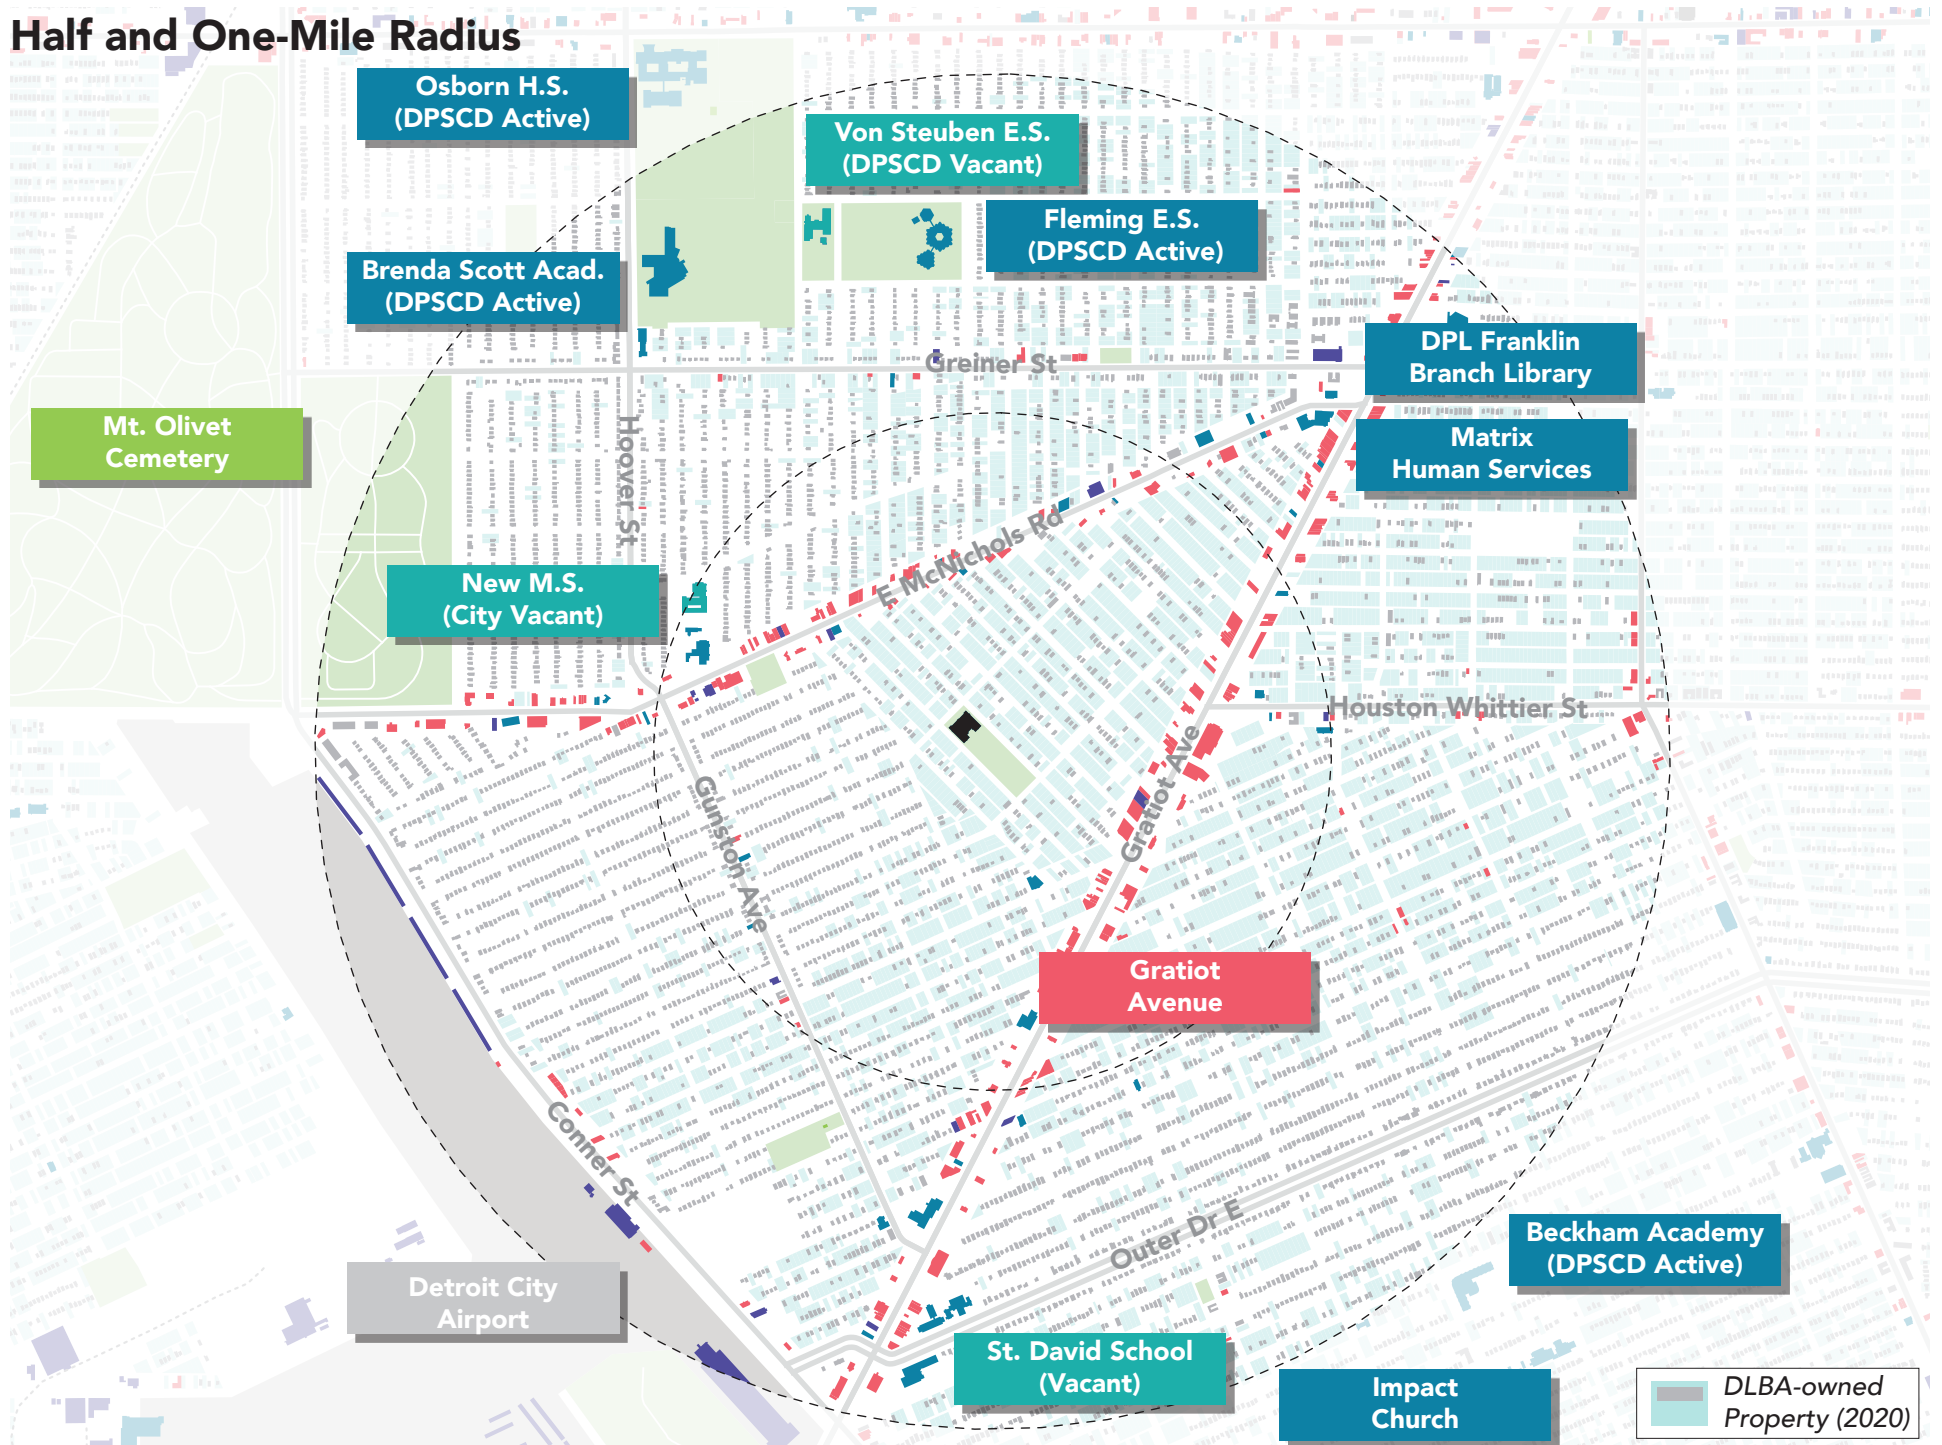 Half and One-Mile Radius
Osborn H.S.
(DPSCD Active)
Von Steuben E.S.
(DPSCD Vacant)
Fleming E.S.
(DPSCD Active)
Brenda Scott Acad.
(DPSCD Active)
DPL Franklin
Branch Library
Greiner St
Mt. Olivet
Cemetery
Hoover St
Matrix
Human Services
E McNichols Rd
New M.S.
(City Vacant)
Houston Whittier St
Gunston Ave
Gratiot Ave
Gratiot
Avenue
Conner St
Outer Dr E
Beckham Academy
(DPSCD Active)
Detroit City
Airport
St. David School
(Vacant)
Impact
Church
DLBA-owned
Property (2020)